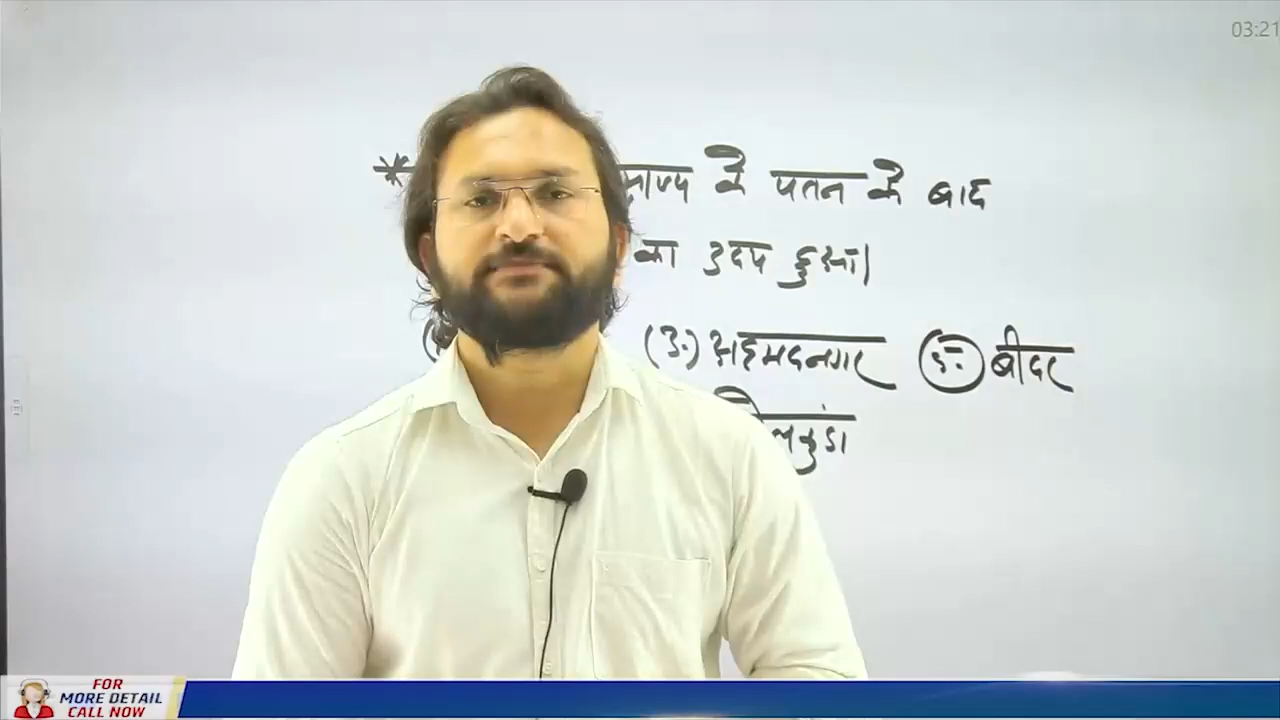 03:21
* के पतन के बाद
का उदय हुआ।
(3.) अहमदनगर 5. बीदर
FOR
MORE DETAIL
CALL NOW